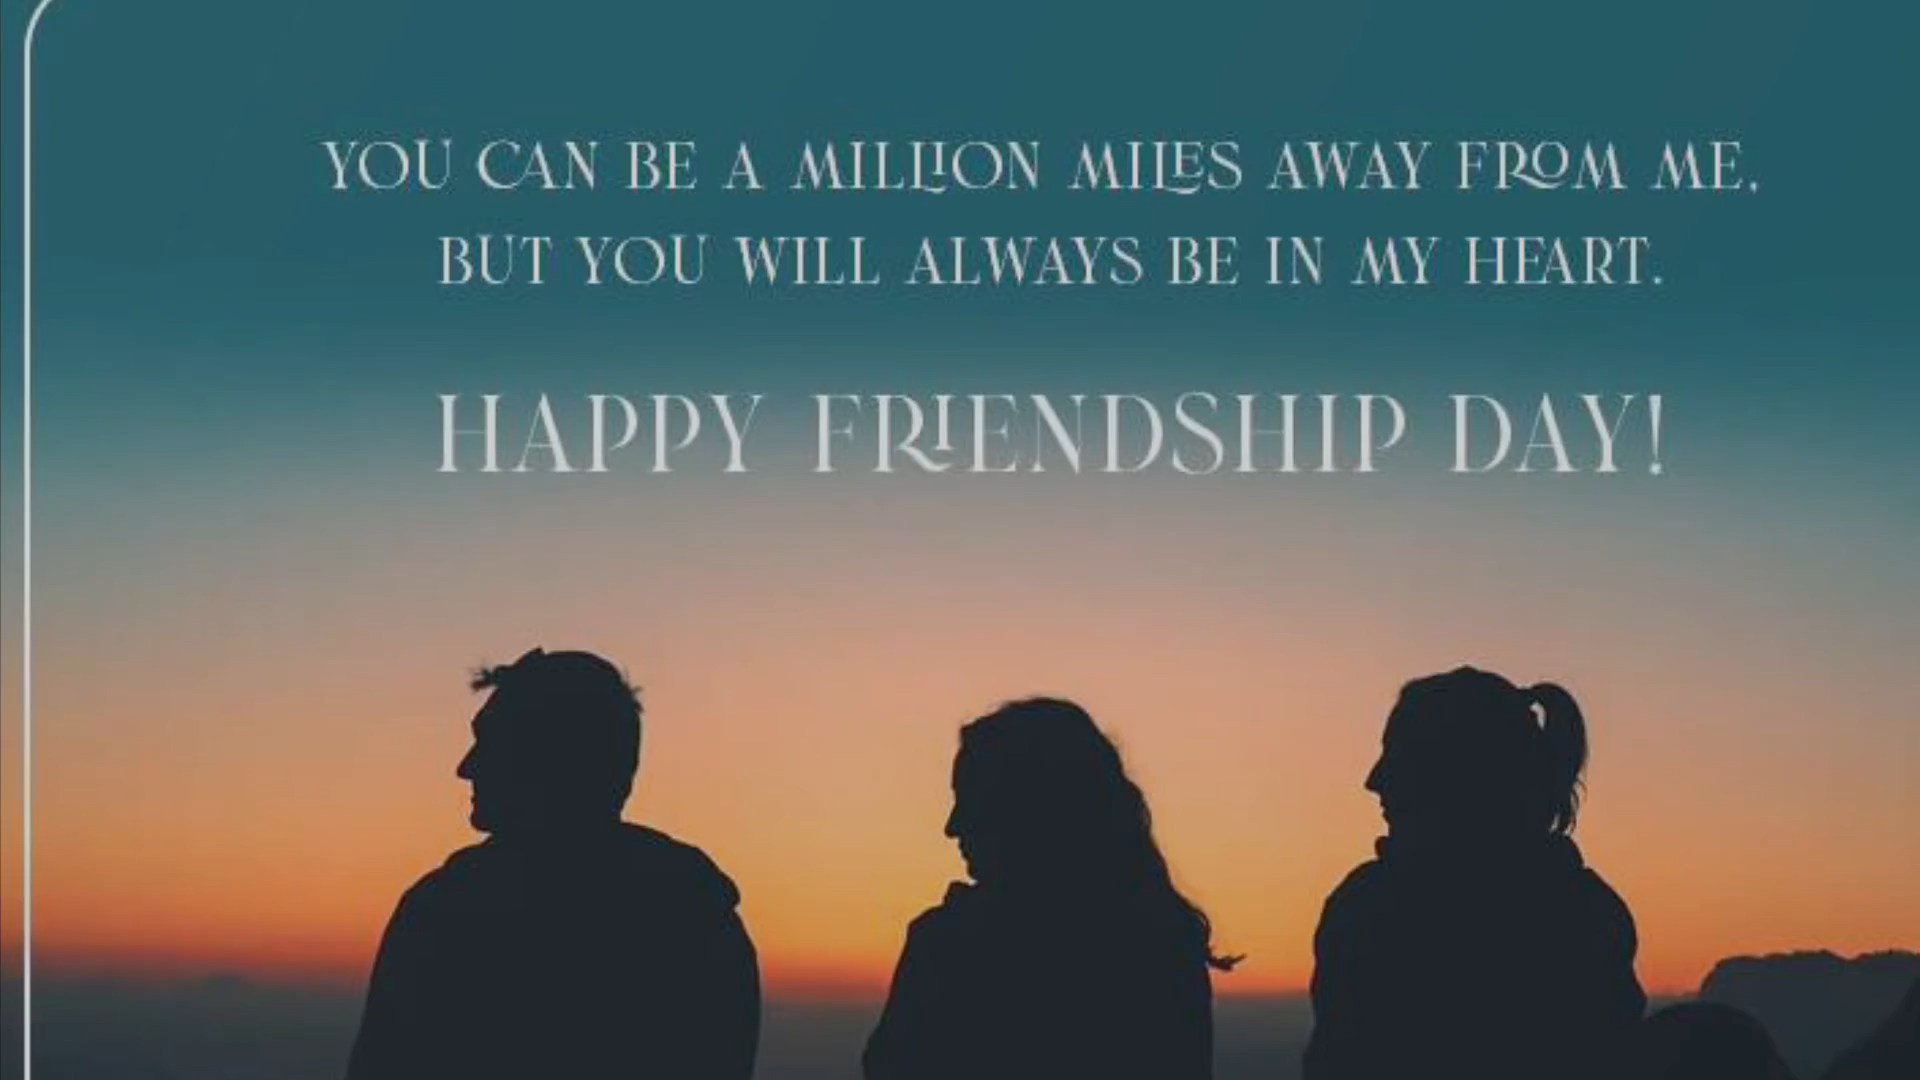 YOU CAN BE A MILLION MILES AWAY FROM ME,
BUT YOU WILL ALWAYS BE IN MY HEART.
HAPPY FRIENDSHIP DAY!